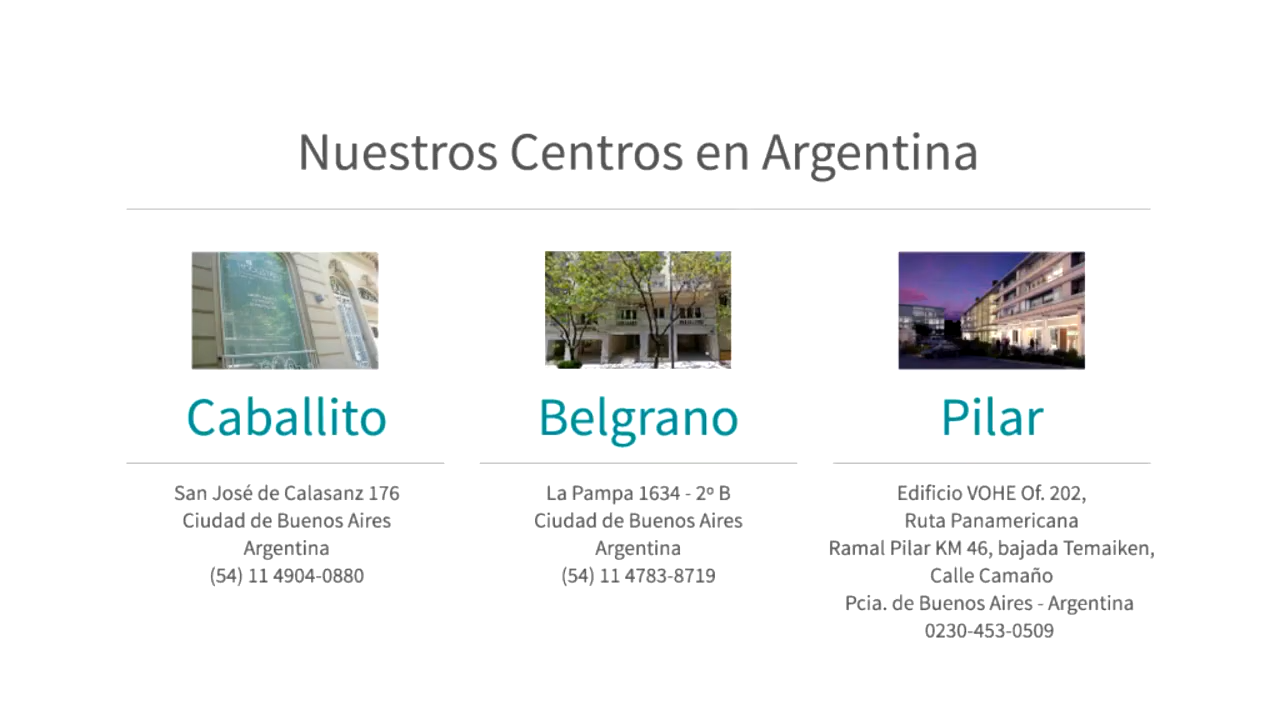 Nuestros Centros en Argentina
Caballito
San José de Calasanz 176
Ciudad de Buenos Aires
Argentina
(54) 11 4904-0880
Belgrano
La Pampa 1634 - 2º B
Ciudad de Buenos Aires
Argentina
(54) 11 4783-8719
Pilar
Edificio VOHE Of. 202,
Ruta Panamericana
Ramal Pilar KM 46, bajada Temaiken,
Calle Camaño
Pcia. de Buenos Aires - Argentina
0230-453-0509